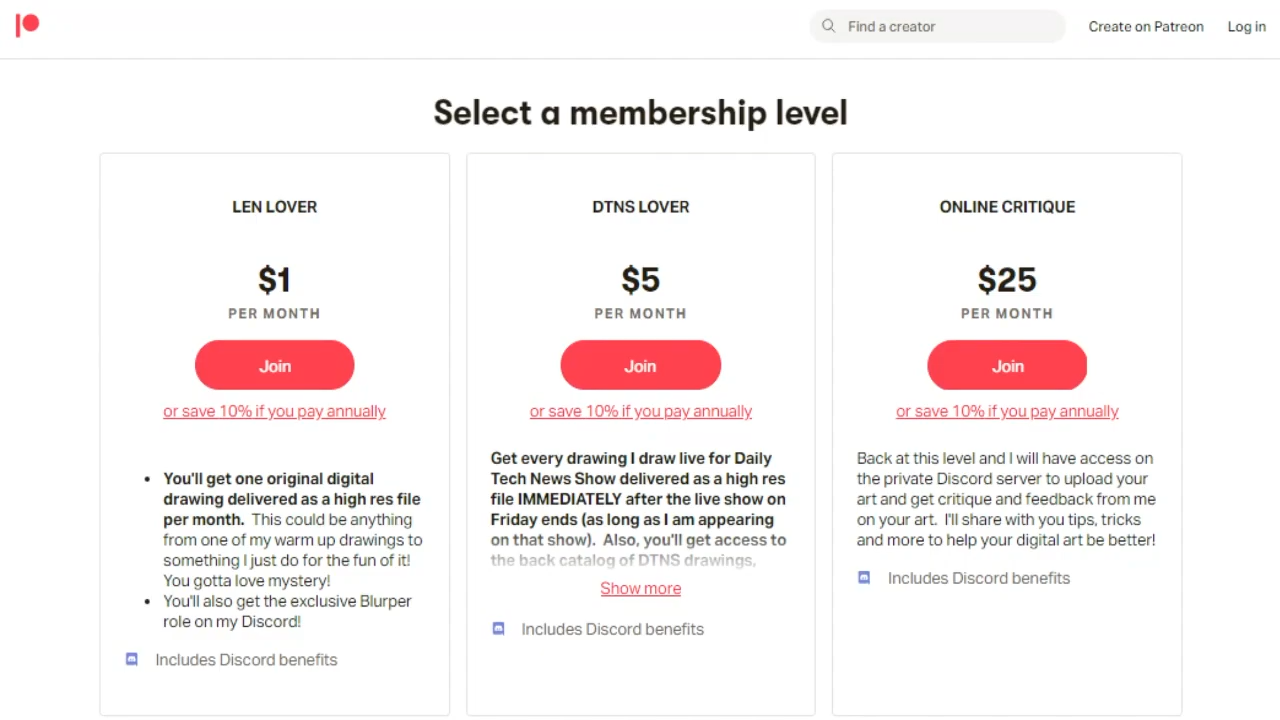 Find a creator
Create on Patreon
Log in
Select a membership level
LEN LOVER
$1
PER MONTH
Join
or save 10% if you pay annually
You'll get one original digital
drawing delivered as a high res file
per month. This could be anything
from one of my warm up drawings to
something I just do for the fun of it!
You gotta love mystery!
You'll also get the exclusive Blurper
role on my Discord!
Includes Discord benefits
DTNS LOVER
$5
PER MONTH
Join
or save 10% if you pay annually
Get every drawing I draw live for Daily
Tech News Show delivered as a high res
file IMMEDIATELY after the live show on
Friday ends (as long as I am appearing
on that show). Also, you'll get access to
the back catalog of DTNS drawings,
Show more
Includes Discord benefits
ONLINE CRITIQUE
$25
PER MONTH
Join
or save 10% if you pay annually
Back at this level and I will have access on
the private Discord server to upload your
art and get critique and feedback from me
on your art. I'll share with you tips, tricks
and more to help your digital art be better!
Includes Discord benefits